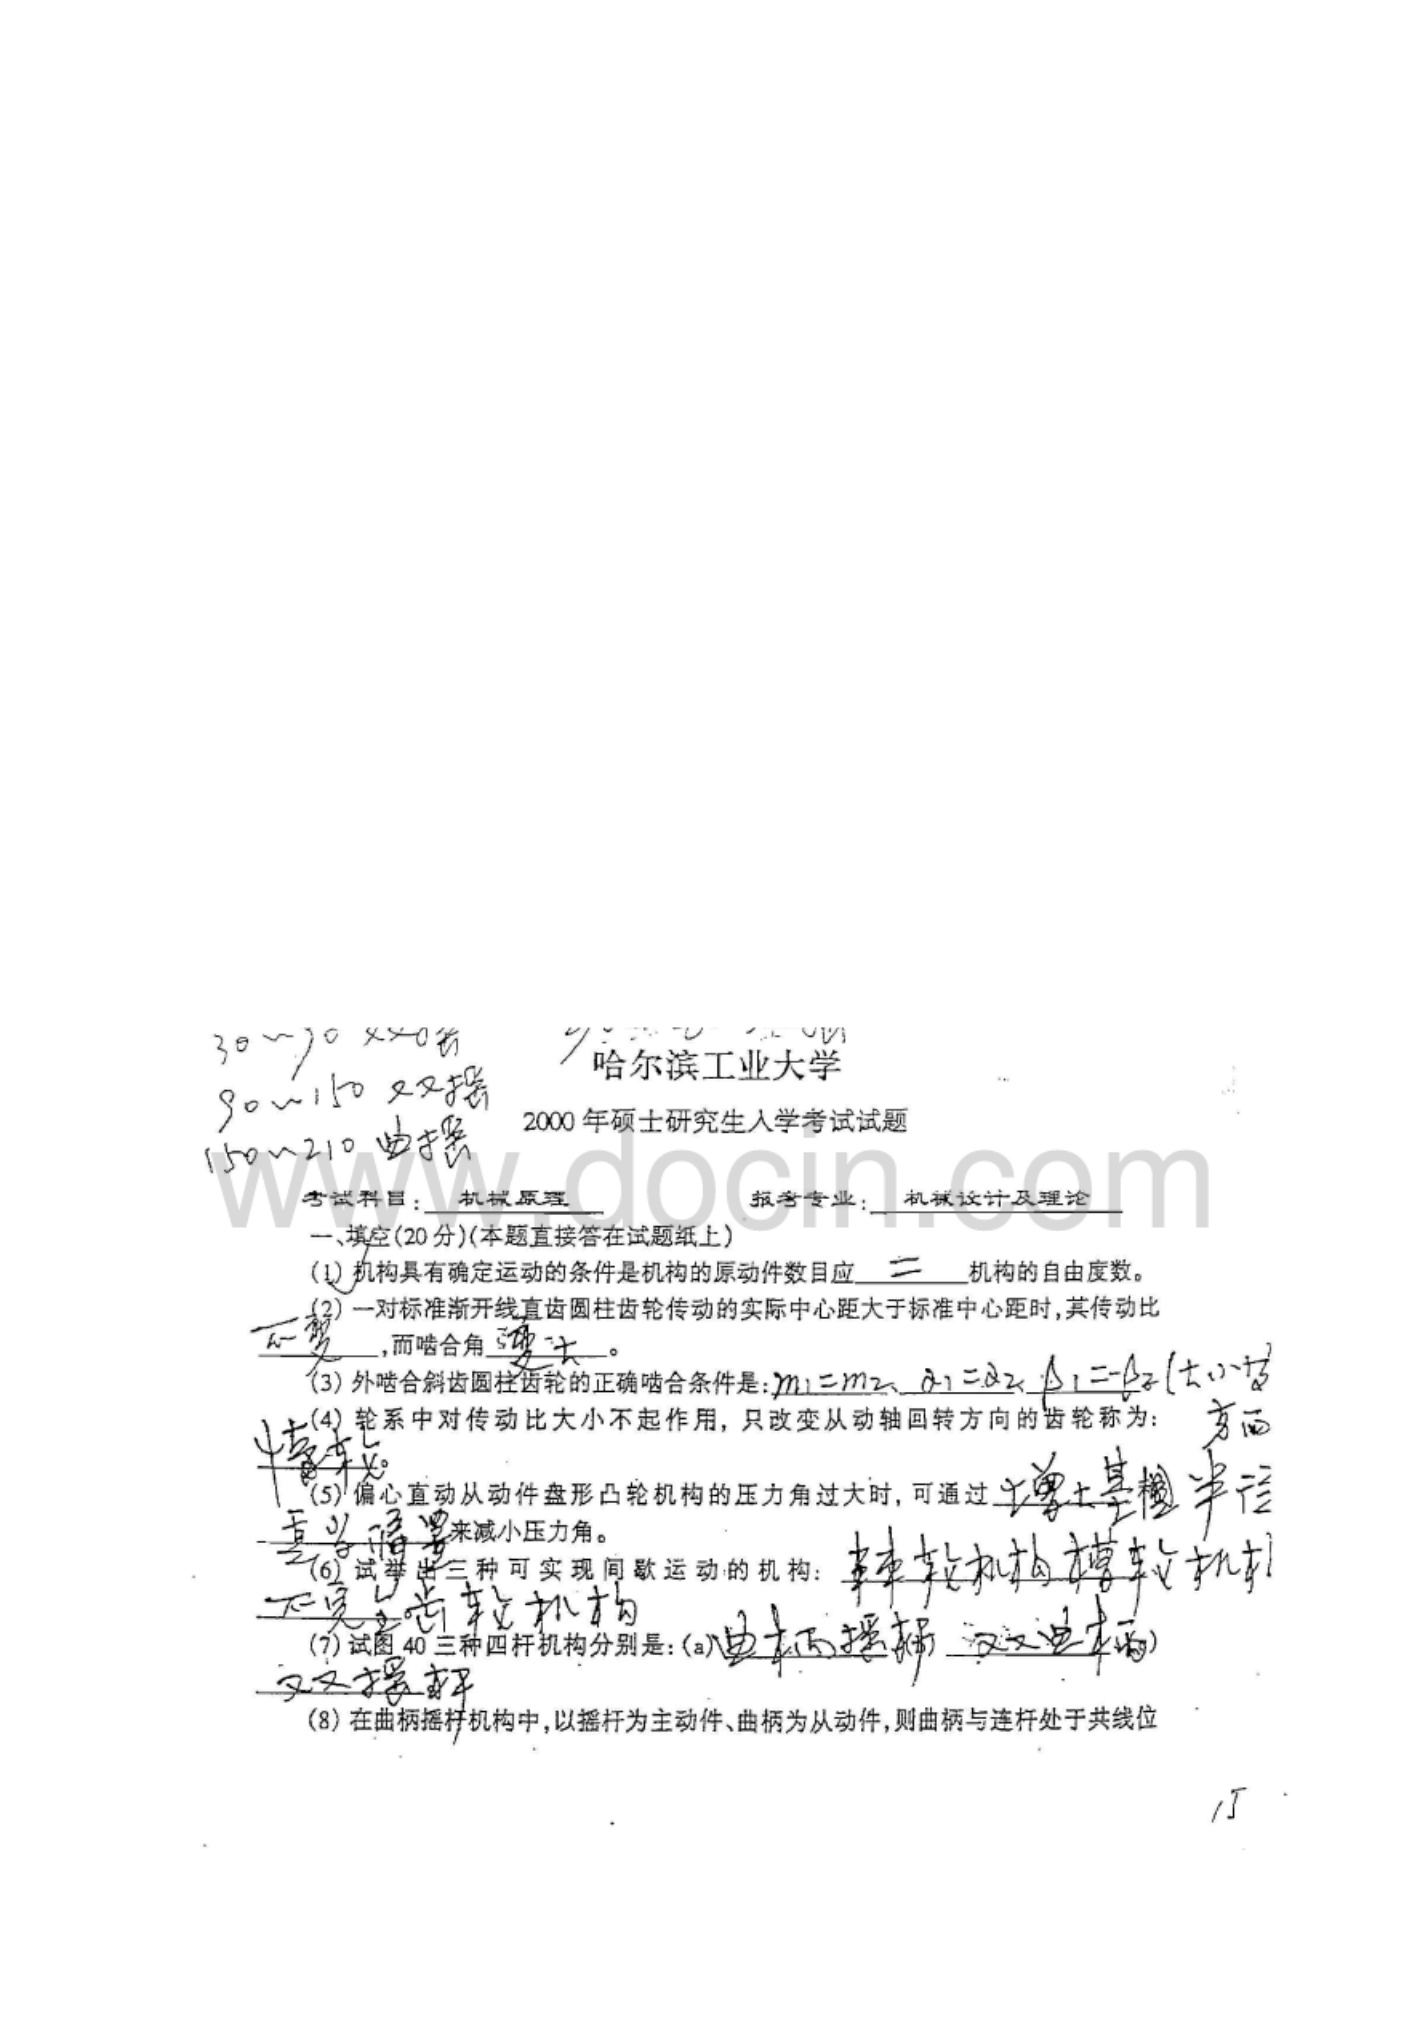 30~90 双摇
哈尔滨工业大学
90~150 双摇
2000 年硕士研究生入学考试试题
150~210 曲摇
www.docin.com
考试科目: 机械原理 报考专业: 机械设计及理论
一、填空(20 分)(本题直接答在试题纸上)
(1) 机构具有确定运动的条件是机构的原动件数目应 = 机构的自由度数。
(2) 一对标准渐开线直齿圆柱齿轮传动的实际中心距大于标准中心距时,其传动比
不变 ,而啮合角 变大 。
(3) 外啮合斜齿圆柱齿轮的正确啮合条件是: m1=m2、α1=α2、β1=-β2 (大小
(4) 轮系中对传动比大小不起作用, 只改变从动轴回转方向的齿轮称为:
惰轮。
(5) 偏心直动从动件盘形凸轮机构的压力角过大时, 可通过 增大基圆半径
来减小压力角。
(6) 试举出三种可实现间歇运动的机构: 棘轮机构 槽轮机构
不完全齿轮机构
(7) 试图 40 三种四杆机构分别是: (a) 曲柄摇杆 双曲柄 )
双摇杆
(8) 在曲柄摇杆机构中, 以摇杆为主动件、曲柄为从动件, 则曲柄与连杆处于共线位
15